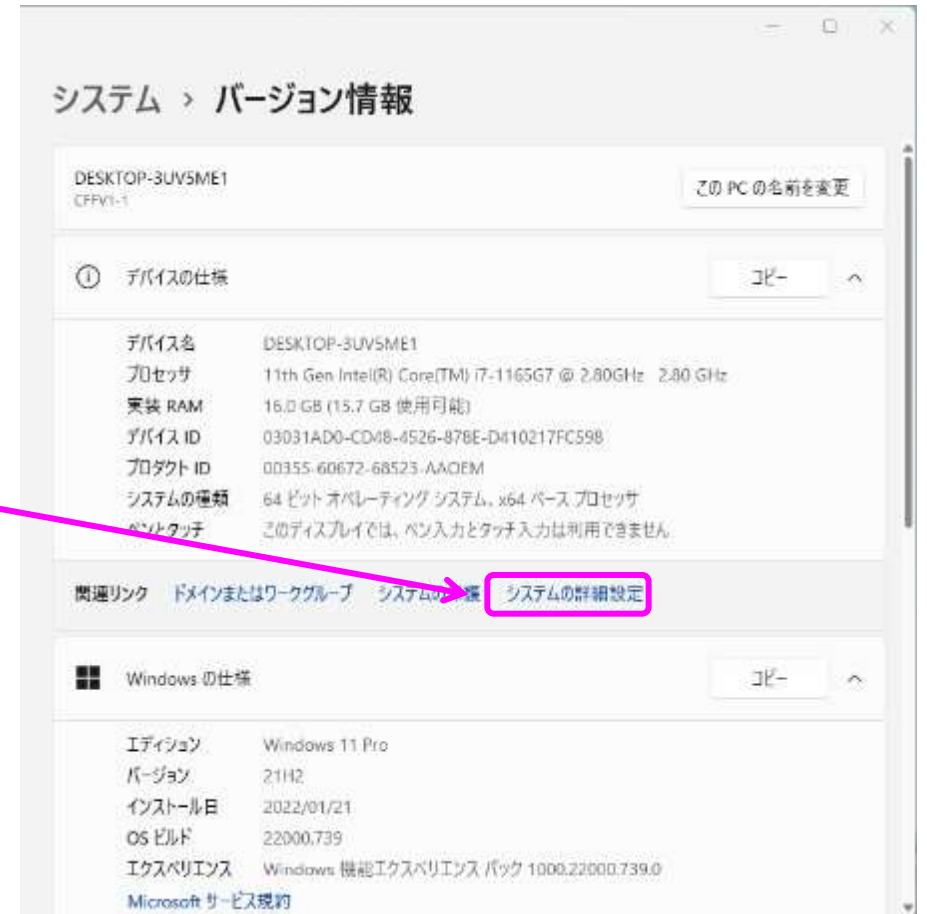 システム › バージョン情報
DESKTOP-3UV5ME1
CFFV1-1
この PC の名前を変更
デバイスの仕様
コピー
デバイス名 DESKTOP-3UV5ME1
プロセッサ 11th Gen Intel(R) Core(TM) i7-1165G7 @ 2.80GHz 2.80 GHz
実装 RAM 16.0 GB (15.7 GB 使用可能)
デバイス ID 03031AD0-CD48-4526-878E-D410217FC598
プロダクト ID 00355-60672-68523-AAOEM
システムの種類 64 ビット オペレーティング システム、x64 ベース プロセッサ
ペンとタッチ このディスプレイでは、ペン入力とタッチ入力は利用できません
関連リンク ドメインまたはワークグループ システムの 護 システムの詳細設定
Windows の仕様
コピー
エディション Windows 11 Pro
バージョン 21H2
インストール日 2022/01/21
OS ビルド 22000.739
エクスペリエンス Windows 機能エクスペリエンス パック 1000.22000.739.0
Microsoft サービス規約